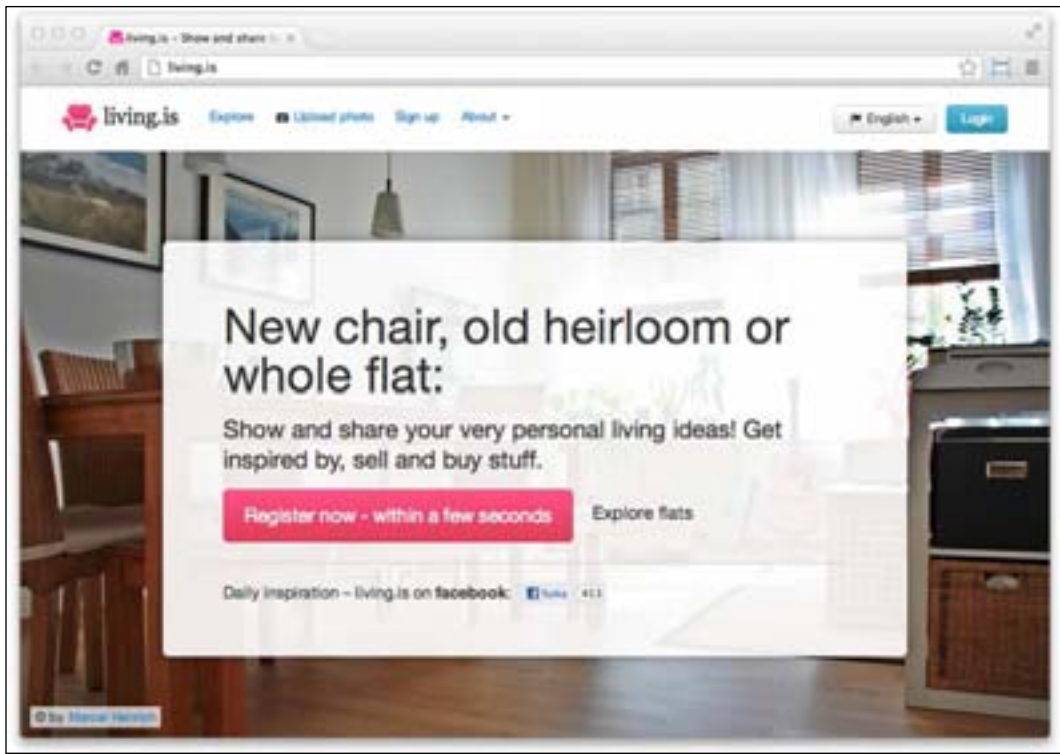 living.is - Show and share
living.is
living.is Explore Upload photo Sign up About English Login
New chair, old heirloom or
whole flat:
Show and share your very personal living ideas! Get
inspired by, sell and buy stuff.
Register now - within a few seconds Explore flats
Daily inspiration – living.is on facebook: 413
© by Marcel Heinrich